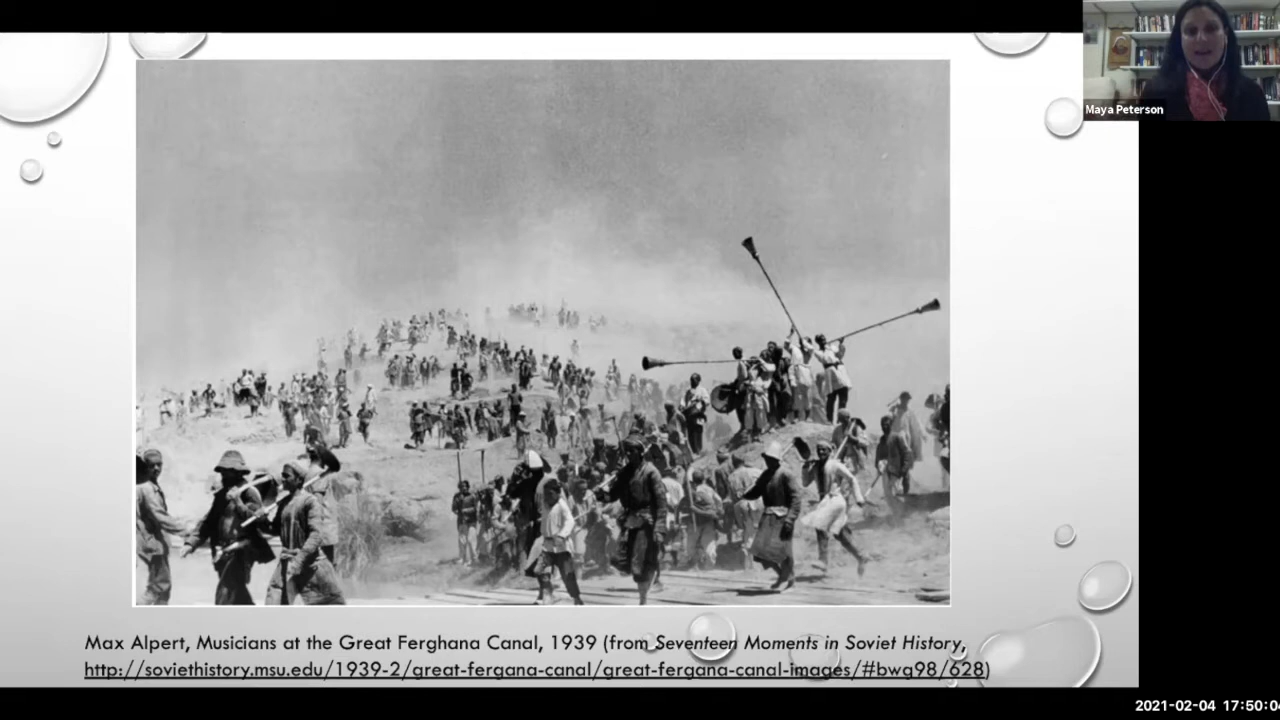 Maya Peterson
Max Alpert, Musicians at the Great Ferghana Canal, 1939 (from Seventeen Moments in Soviet History,
http://soviethistory.msu.edu/1939-2/great-fergana-canal/great-fergana-canal-images/#bwg98/628)
2021-02-04 17:50:0